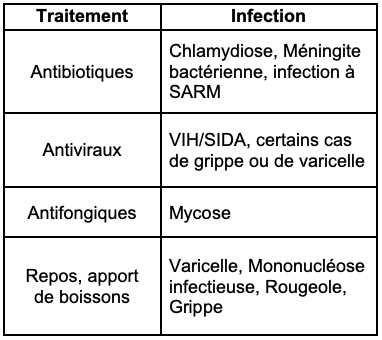 Traitement
Infection
Antibiotiques
Chlamydiose, Méningite
bactérienne, infection à
SARM
Antiviraux
VIH/SIDA, certains cas
de grippe ou de varicelle
Antifongiques
Mycose
Repos, apport
de boissons
Varicelle, Mononucléose
infectieuse, Rougeole,
Grippe